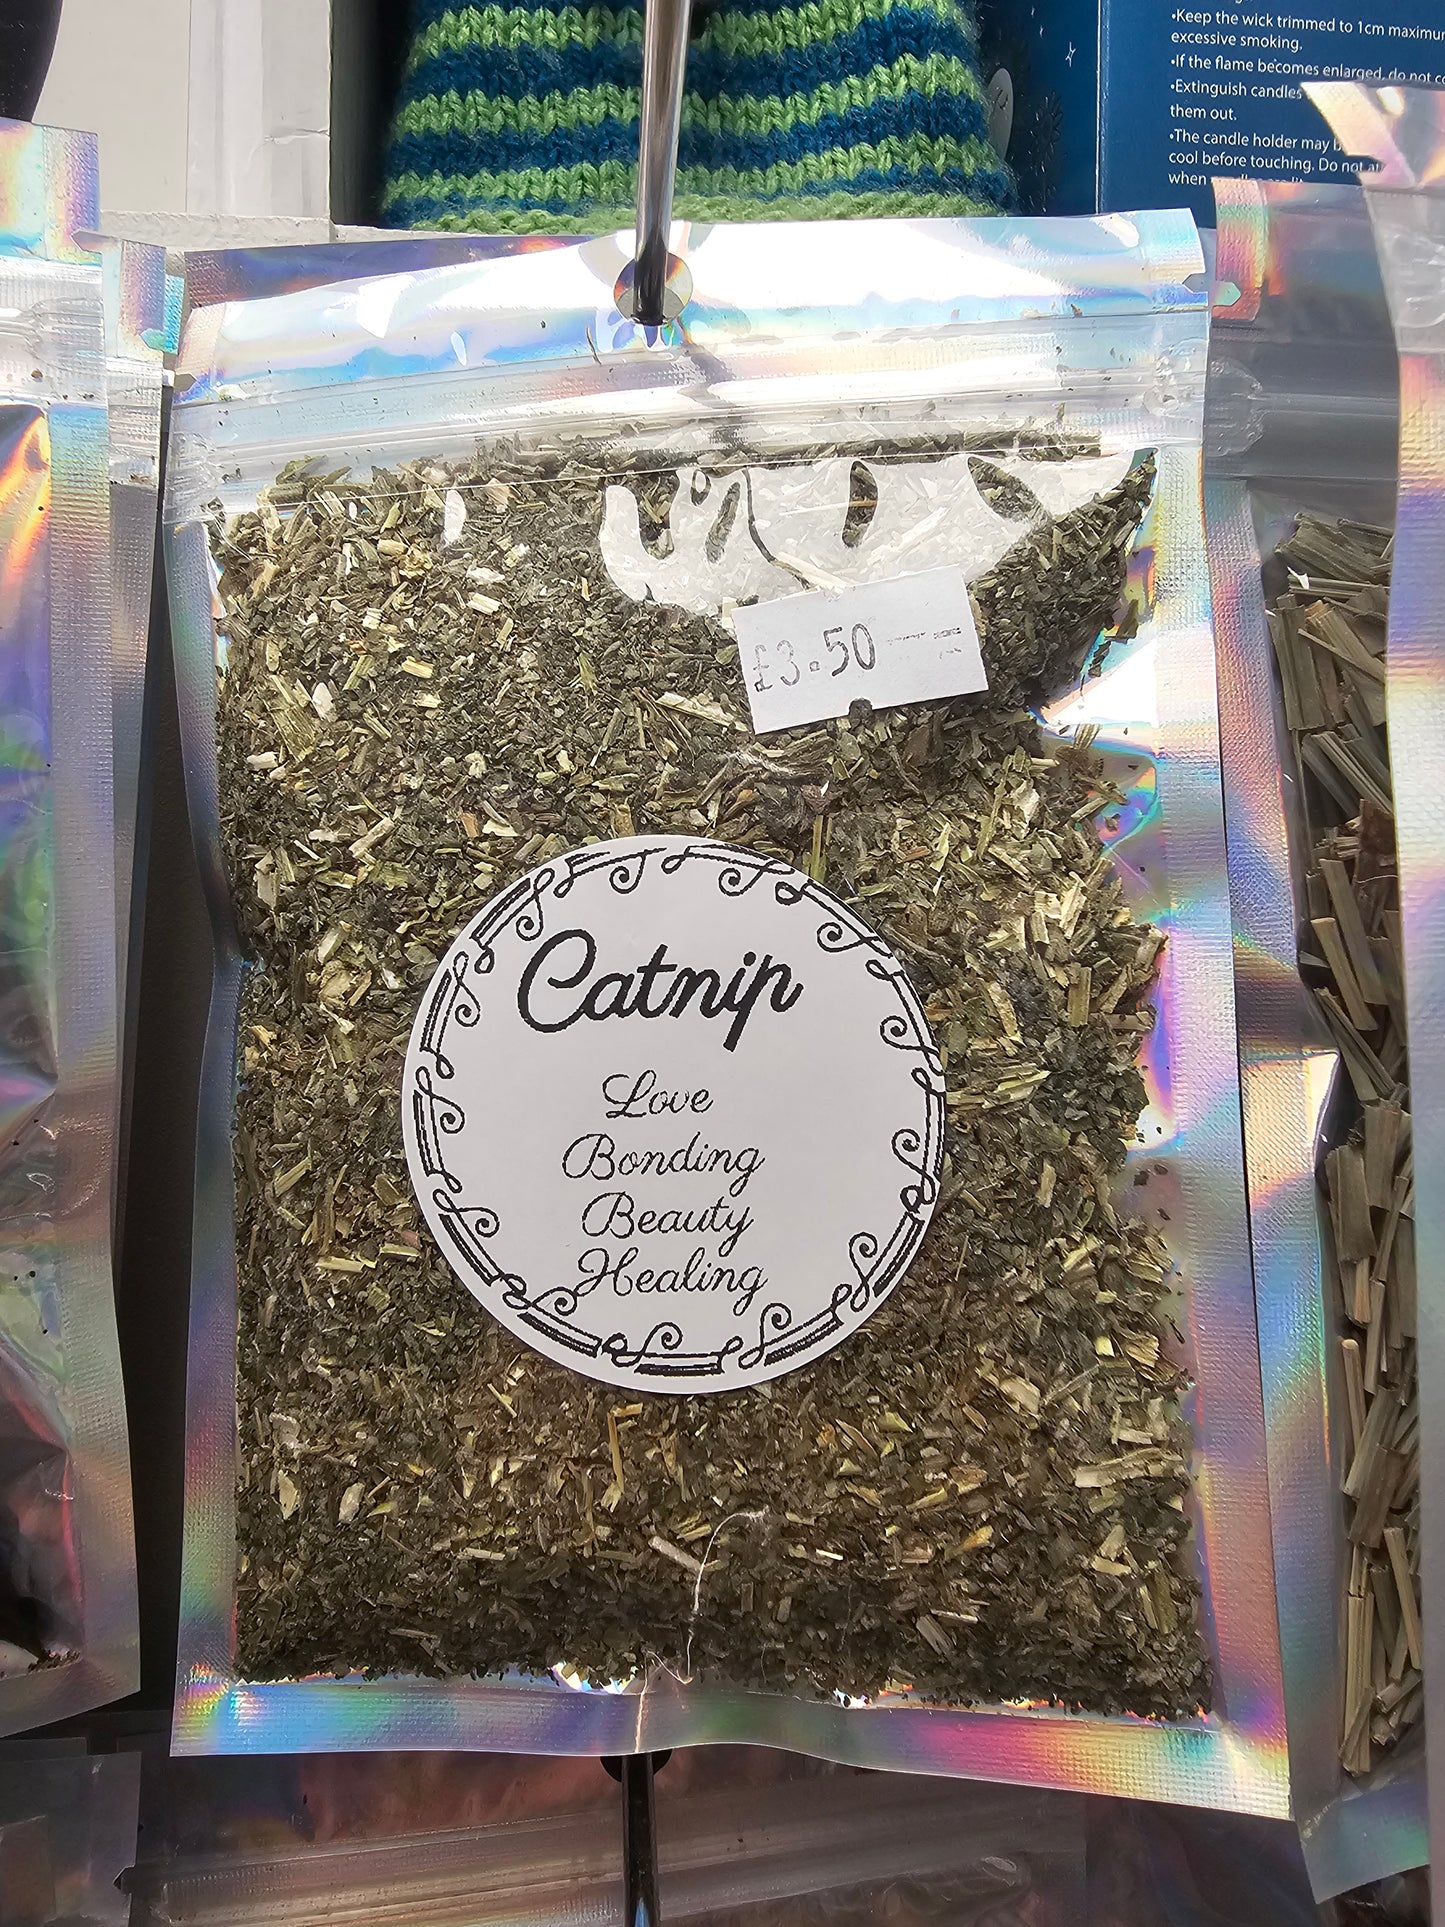 •Keep the wick trimmed to 1cm
excessive smoking.
•If the flame becomes enlarged, do not
•Extinguish candles
them out.
•The candle holder may
cool before touching. Do not
when
£3.50
Catnip
Love
Bonding
Beauty
Healing